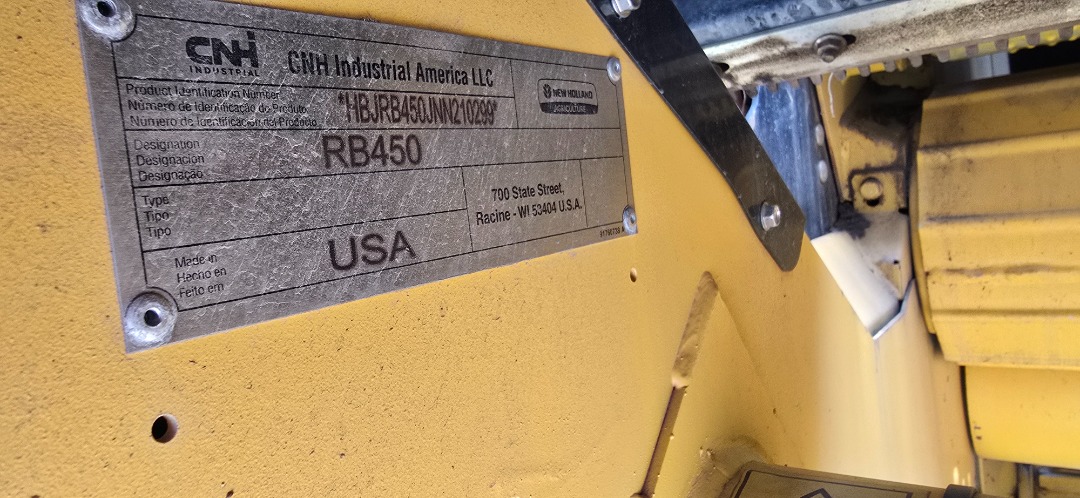 CNH
INDUSTRIAL
CNH Industrial America LLC
Product Identification Number
Número de Identificação do Produto
Número de Identificación del Producto
*HBJRB450JNN210299*
NEW HOLLAND
AGRICULTURE
Designation
Designación
Designação
RB450
Type
Tipo
Tipo
700 State Street,
Racine - WI 53404 U.S.A.
Made in
Hacho en
Feito em
USA